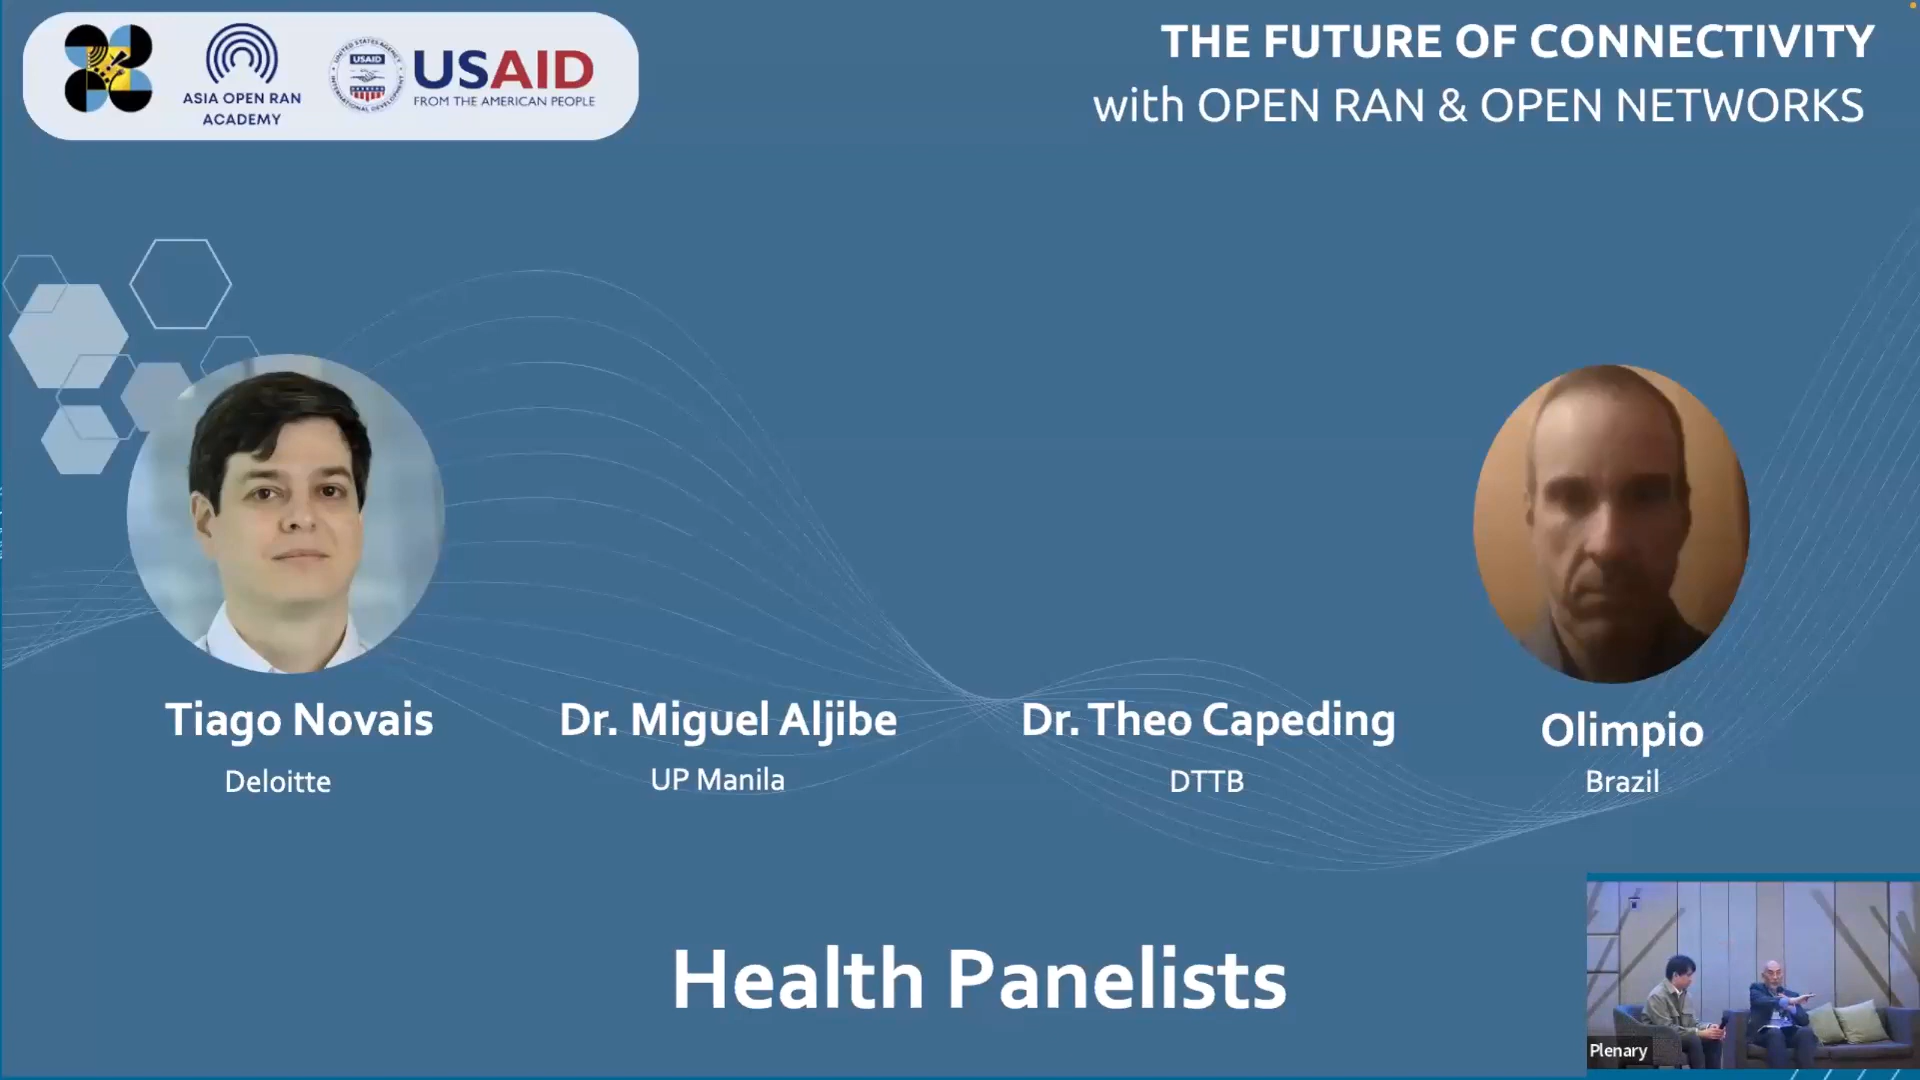 ASIA OPEN RAN
ACADEMY
USAID
USAID
FROM THE AMERICAN PEOPLE
THE FUTURE OF CONNECTIVITY
with OPEN RAN & OPEN NETWORKS
Tiago Novais
Deloitte
Dr. Miguel Aljibe
UP Manila
Dr. Theo Capeding
DTTB
Olimpio
Brazil
Health Panelists
Plenary